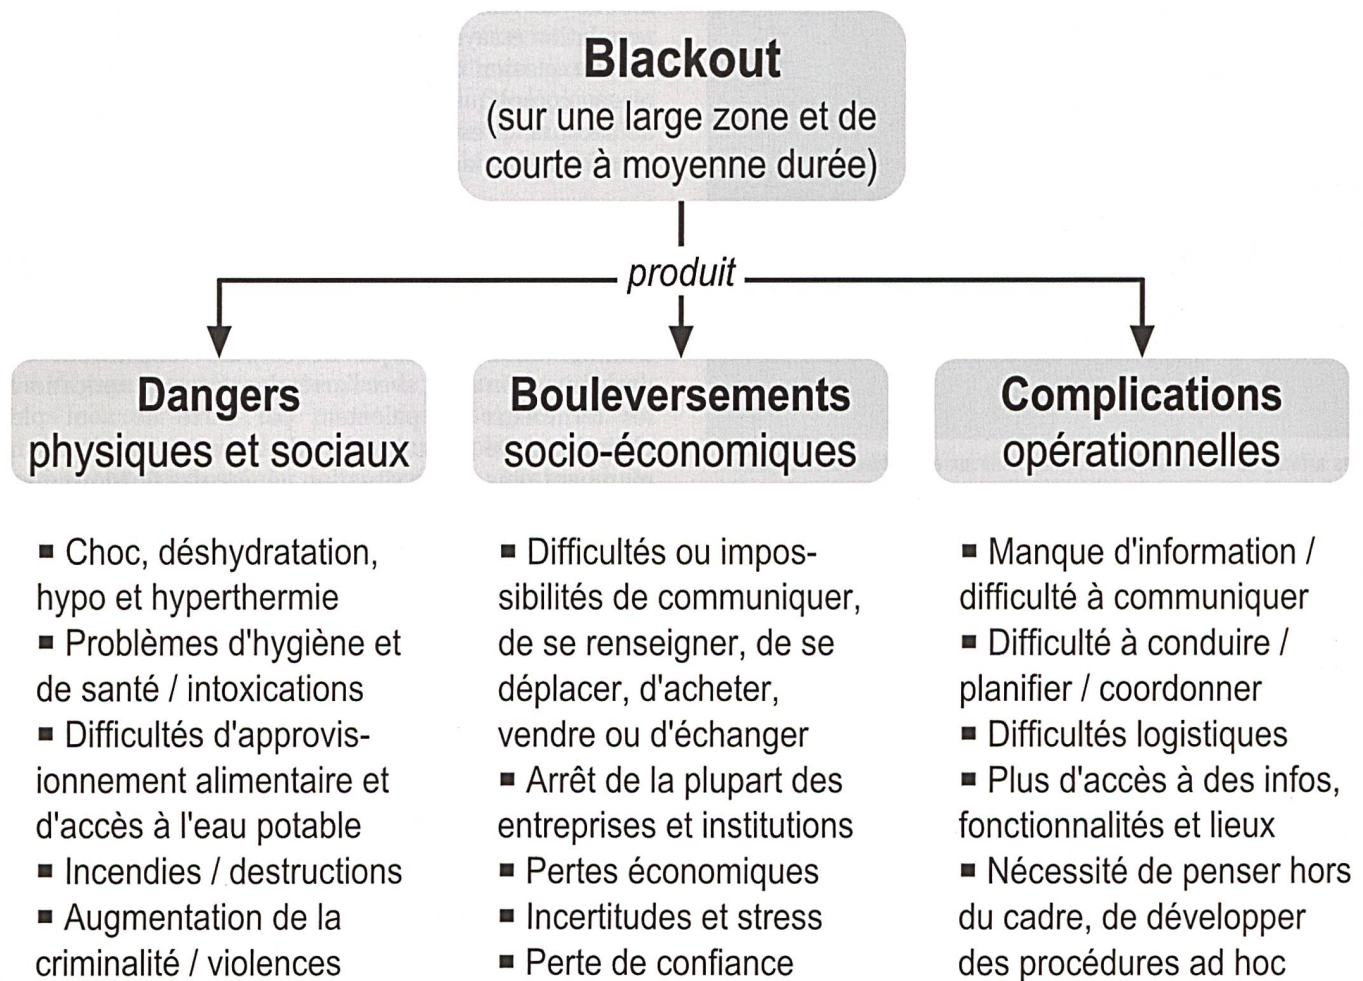 Blackout
(sur une large zone et de
courte à moyenne durée)
produit
Dangers
physiques et sociaux
■ Choc, déshydratation,
hypo et hyperthermie
■ Problèmes d'hygiène et
de santé / intoxications
■ Difficultés d'approvis-
ionnement alimentaire et
d'accès à l'eau potable
■ Incendies / destructions
■ Augmentation de la
criminalité / violences
Bouleversements
socio-économiques
■ Difficultés ou impos-
sibilités de communiquer,
de se renseigner, de se
déplacer, d'acheter,
vendre ou d'échanger
■ Arrêt de la plupart des
entreprises et institutions
■ Pertes économiques
■ Incertitudes et stress
■ Perte de confiance
Complications
opérationnelles
■ Manque d'information /
difficulté à communiquer
■ Difficulté à conduire /
planifier / coordonner
■ Difficultés logistiques
■ Plus d'accès à des infos,
fonctionnalités et lieux
■ Nécessité de penser hors
du cadre, de développer
des procédures ad hoc